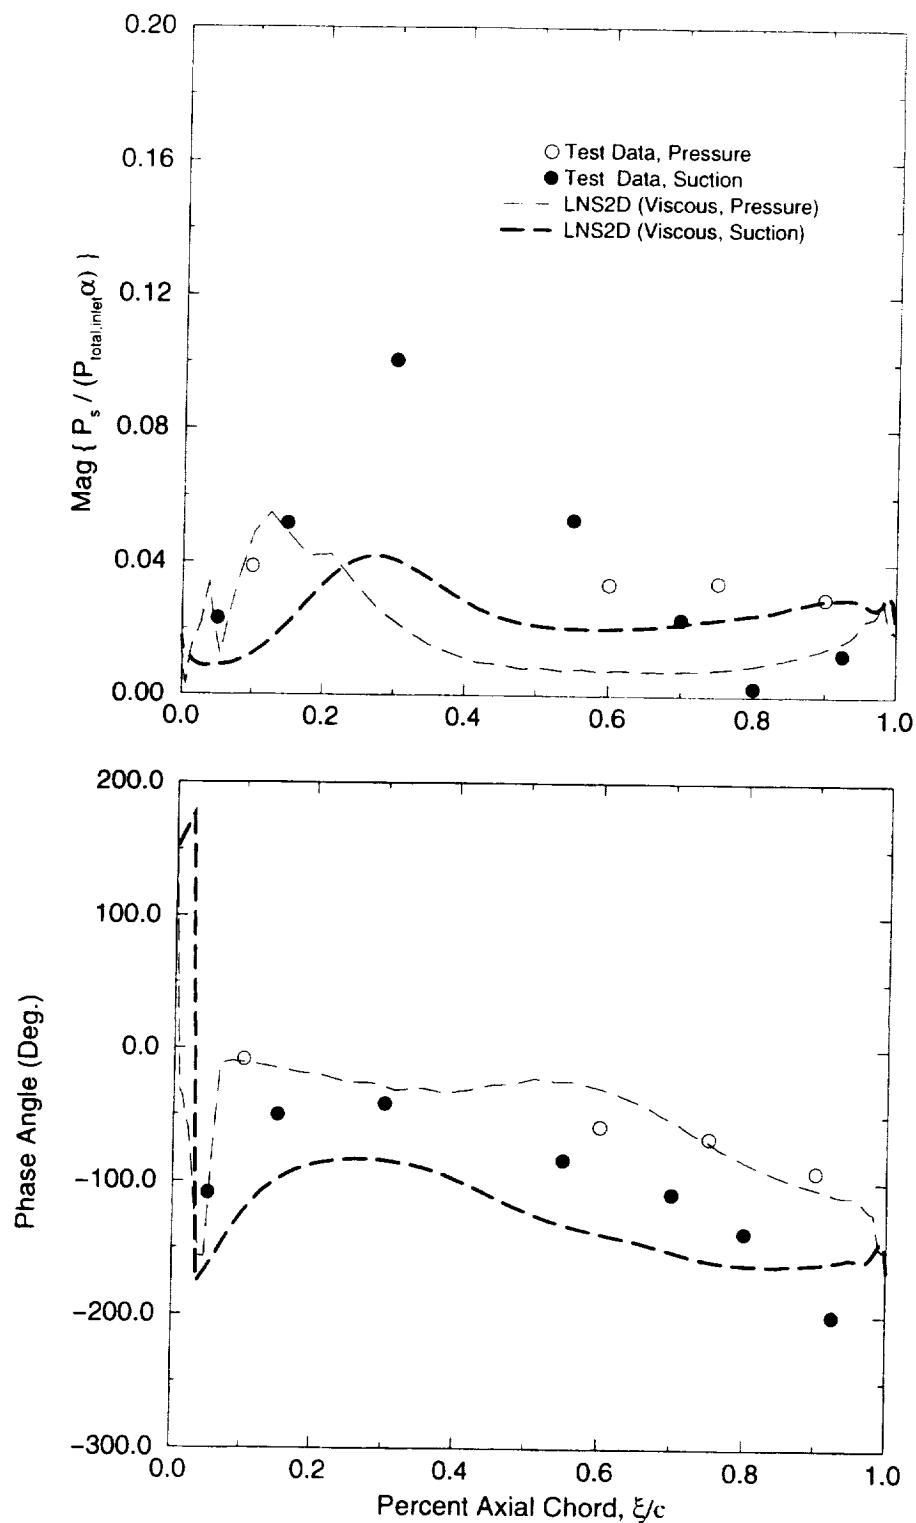 0.20
0.16
0.12
0.08
0.04
0.00
Mag { P_s / (P_total,inlet α) }
○ Test Data, Pressure
● Test Data, Suction
LNS2D (Viscous, Pressure)
LNS2D (Viscous, Suction)
0.0 0.2 0.4 0.6 0.8 1.0
200.0
100.0
0.0
−100.0
−200.0
−300.0
Phase Angle (Deg.)
0.0 0.2 0.4 0.6 0.8 1.0
Percent Axial Chord, ξ/c